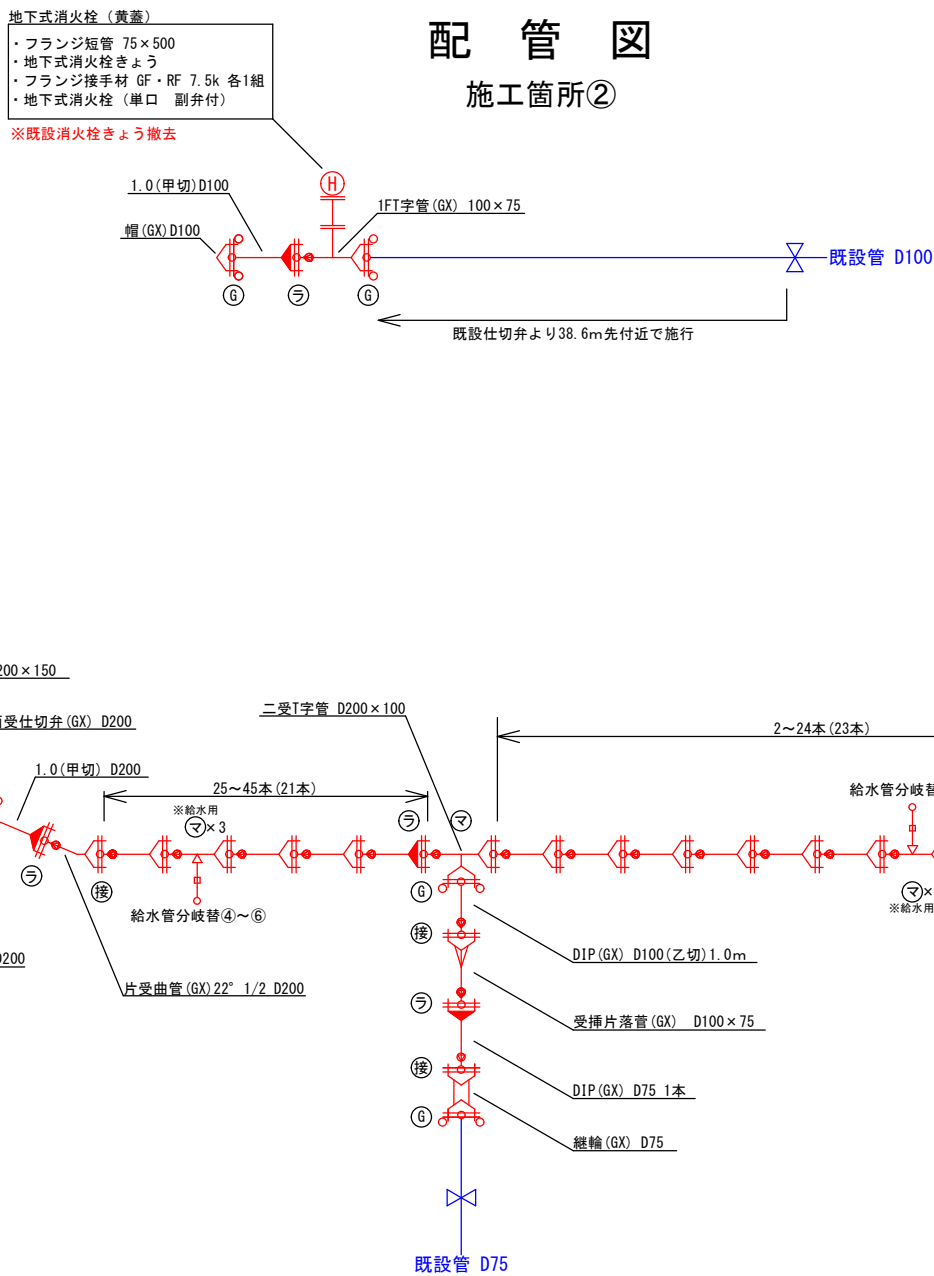 地下式消火栓（黄蓋）
・フランジ短管 75×500
・地下式消火栓きょう
・フランジ接手材 GF・RF 7.5k 各1組
・地下式消火栓（単口　副弁付）
※既設消火栓きょう撤去
配 管 図
施工箇所②
H
1.0(甲切)D100
1FT字管(GX) 100×75
帽(GX)D100
既設管 D100
G
ラ
G
既設仕切弁より38.6m先付近で施行
200×150
二受T字管 D200×100
受仕切弁(GX) D200
2～24本(23本)
1.0(甲切) D200
25～45本(21本)
給水管分岐替
※給水用
マ×3
ラ
マ
ラ
接
G
マ×
※給水用
給水管分岐替④～⑥
接
DIP(GX) D100(乙切)1.0m
D200
片受曲管(GX)22° 1/2 D200
ラ
受挿片落菅(GX)　D100×75
接
DIP(GX) D75 1本
G
継輪(GX) D75
既設管 D75